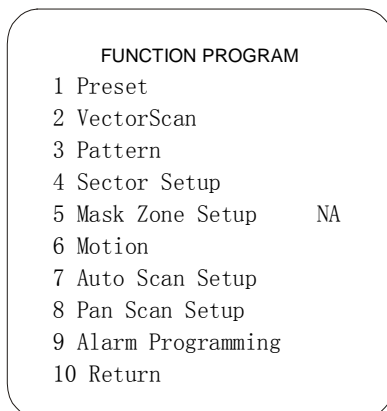 FUNCTION PROGRAM
1 Preset
2 VectorScan
3 Pattern
4 Sector Setup
5 Mask Zone Setup NA
6 Motion
7 Auto Scan Setup
8 Pan Scan Setup
9 Alarm Programming
10 Return